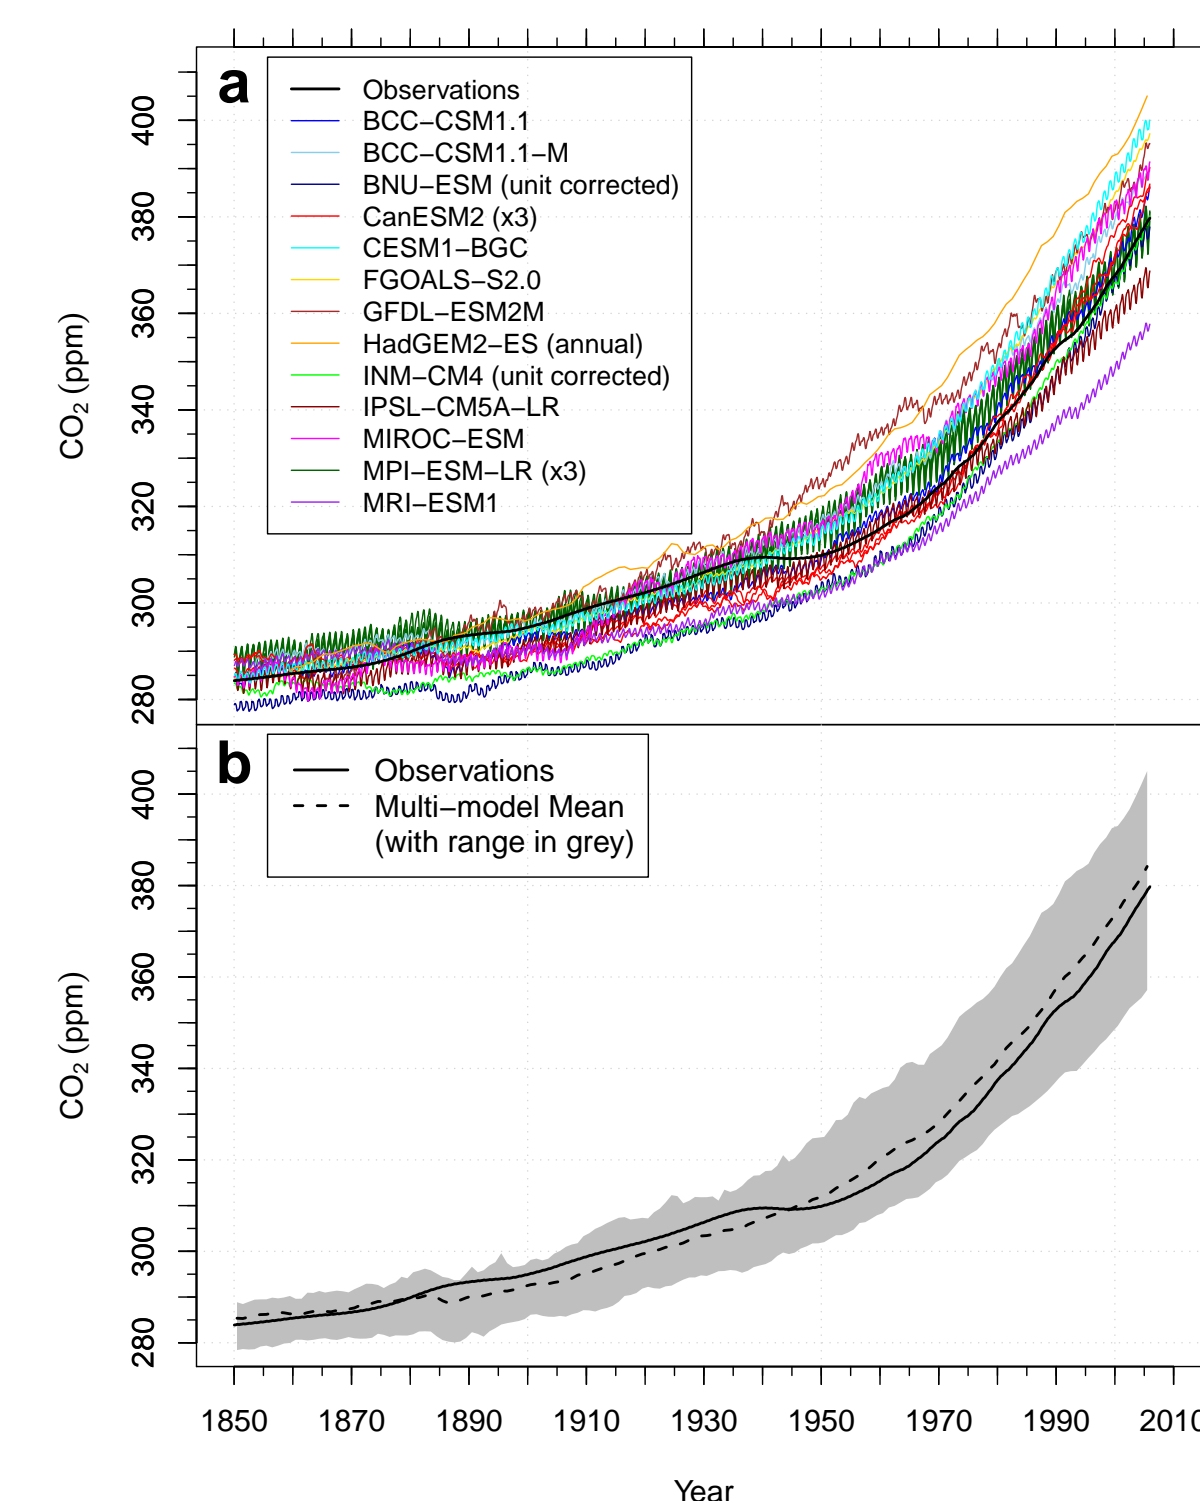 a
Observations
BCC−CSM1.1
BCC−CSM1.1−M
BNU−ESM (unit corrected)
CanESM2 (x3)
CESM1−BGC
FGOALS−S2.0
GFDL−ESM2M
HadGEM2−ES (annual)
INM−CM4 (unit corrected)
IPSL−CM5A−LR
MIROC−ESM
MPI−ESM−LR (x3)
MRI−ESM1
400
380
360
340
320
300
280
CO₂ (ppm)
b
Observations
Multi−model Mean
(with range in grey)
400
380
360
340
320
300
280
CO₂ (ppm)
1850 1870 1890 1910 1930 1950 1970 1990 2010
Year